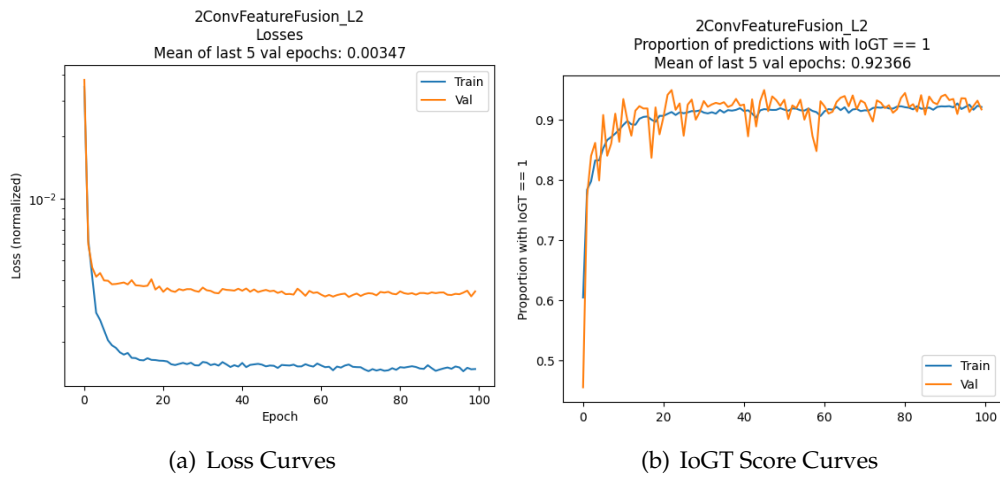 2ConvFeatureFusion_L2
Losses
Mean of last 5 val epochs: 0.00347
Train
Val
10⁻²
Loss (normalized)
0
20
40
60
80
100
Epoch
(a) Loss Curves
2ConvFeatureFusion_L2
Proportion of predictions with IoGT == 1
Mean of last 5 val epochs: 0.92366
0.9
0.8
0.7
0.6
0.5
Proportion with IoGT == 1
Train
Val
0
20
40
60
80
100
(b) IoGT Score Curves